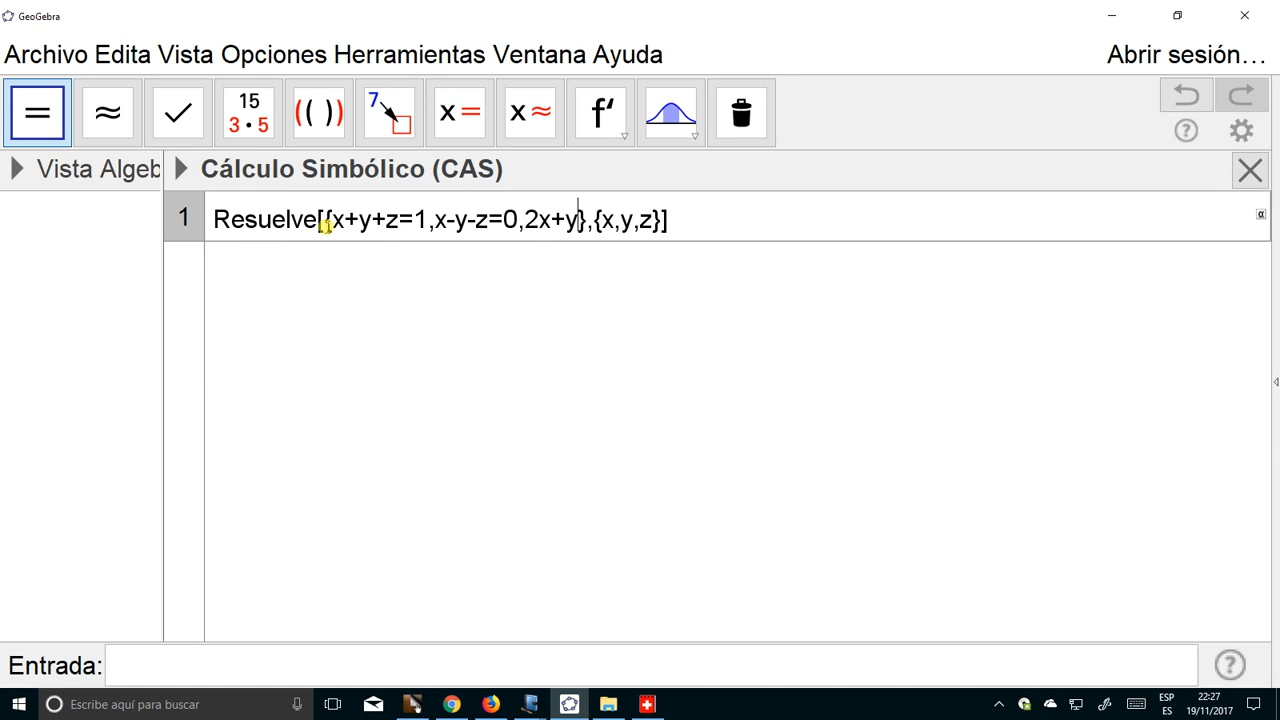 GeoGebra
Archivo Edita Vista Opciones Herramientas Ventana Ayuda
Abrir sesión…
= ≈ ✓ 15 3·5 (( )) 7 x = x ≈ f'
Vista Algeb
Cálculo Simbólico (CAS)
1
Resuelve[{x+y+z=1,x-y-z=0,2x+y},{x,y,z}]
α
Entrada:
?
Escribe aquí para buscar
ESP
ES
22:27
19/11/2017